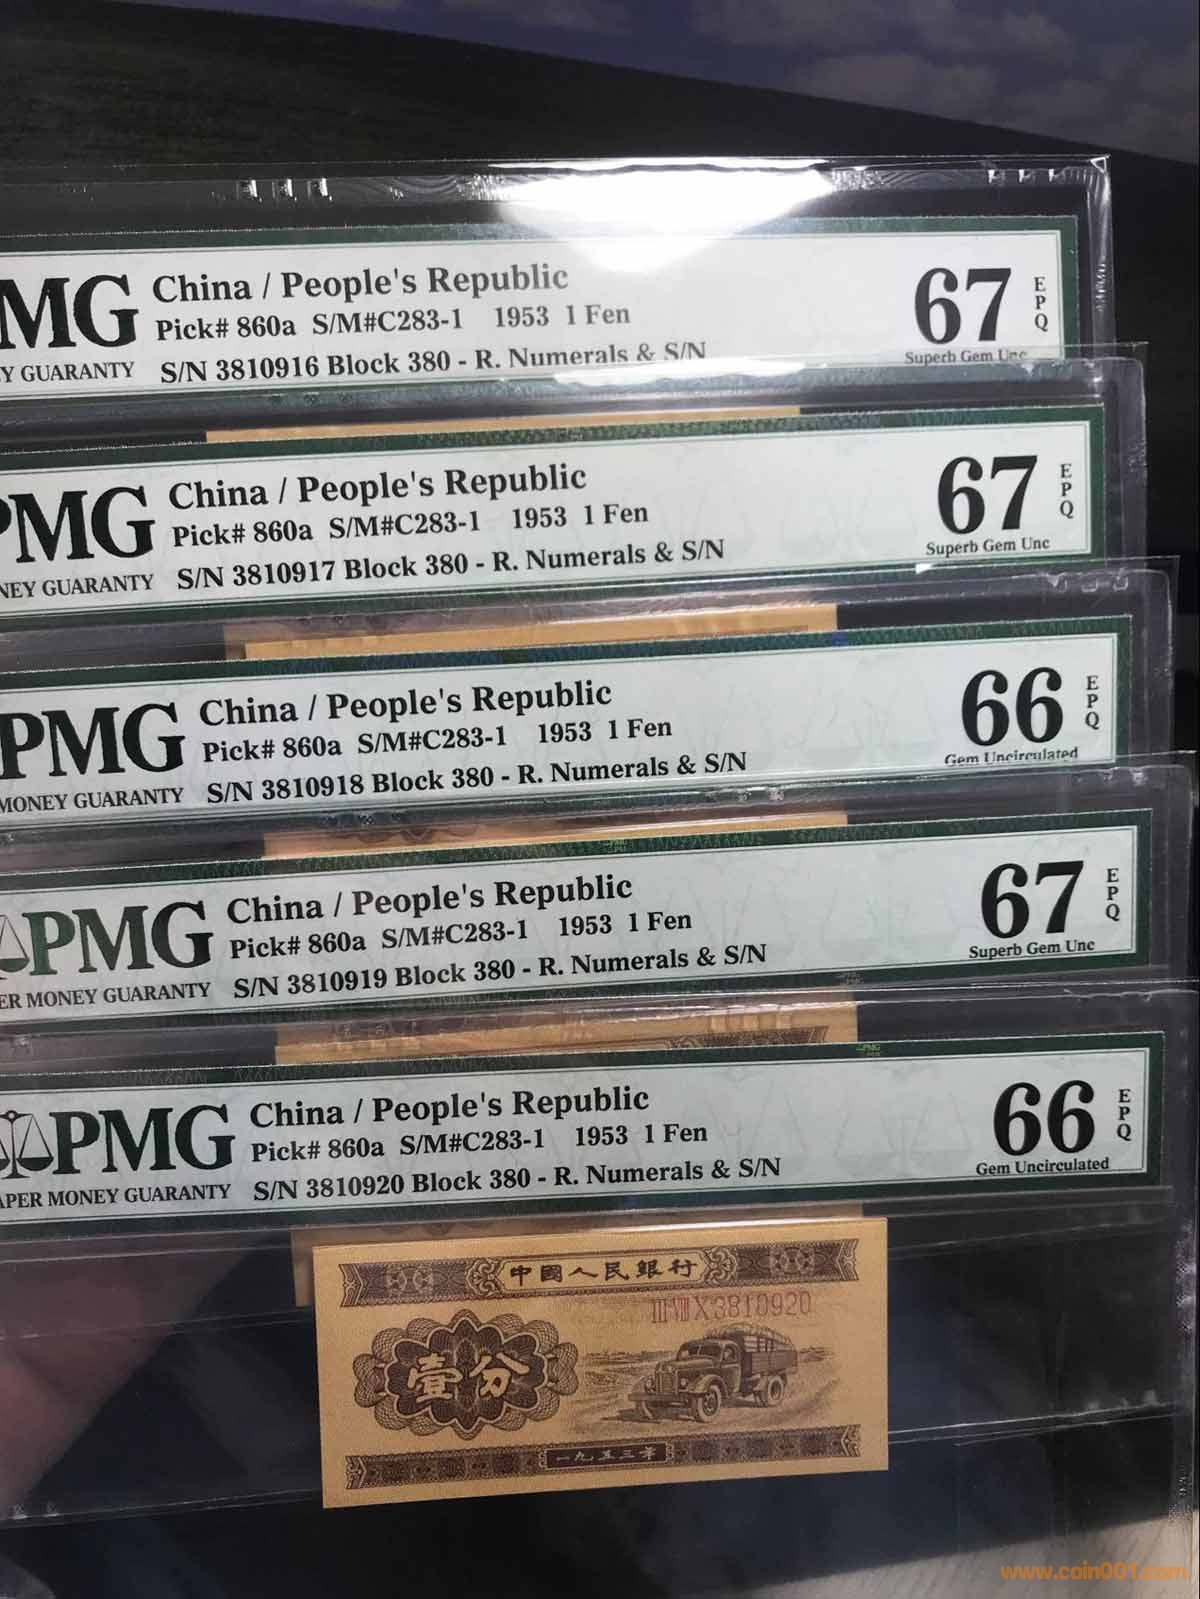 MG
Y GUARANTY
China / People's Republic
Pick# 860a S/M#C283-1 1953 1 Fen
S/N 3810916 Block 380 - R. Numerals & S/N
67
EPQ
Superb Gem Unc
PMG
NEY GUARANTY
China / People's Republic
Pick# 860a S/M#C283-1 1953 1 Fen
S/N 3810917 Block 380 - R. Numerals & S/N
67
EPQ
Superb Gem Unc
PMG
MONEY GUARANTY
China / People's Republic
Pick# 860a S/M#C283-1 1953 1 Fen
S/N 3810918 Block 380 - R. Numerals & S/N
66
EPQ
Gem Uncirculated
PMG
ER MONEY GUARANTY
China / People's Republic
Pick# 860a S/M#C283-1 1953 1 Fen
S/N 3810919 Block 380 - R. Numerals & S/N
67
EPQ
Superb Gem Unc
PMG
APER MONEY GUARANTY
China / People's Republic
Pick# 860a S/M#C283-1 1953 1 Fen
S/N 3810920 Block 380 - R. Numerals & S/N
66
EPQ
Gem Uncirculated
中國人民銀行
III VIII X 3810920
壹分
一九五三年
www.coin001.com